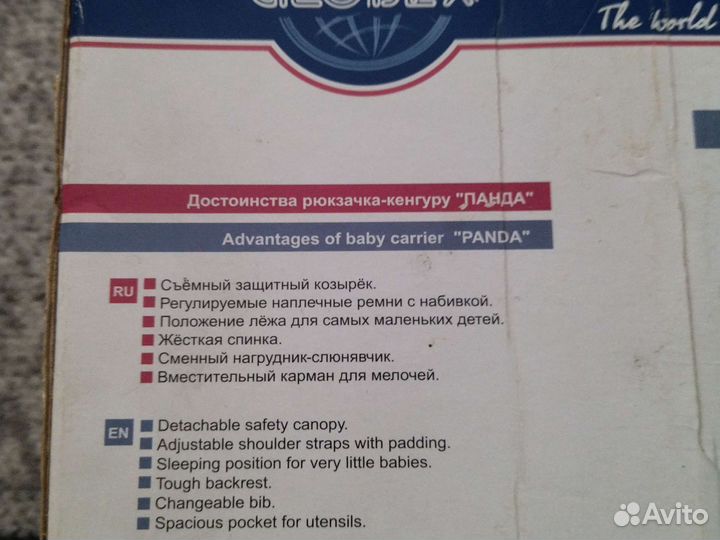 The world
Достоинства рюкзачка-кенгуру "ПАНДА"
Advantages of baby carrier "PANDA"
RU
Съёмный защитный козырёк.
Регулируемые наплечные ремни с набивкой.
Положение лёжа для самых маленьких детей.
Жёсткая спинка.
Сменный нагрудник-слюнявчик.
Вместительный карман для мелочей.
EN
Detachable safety canopy.
Adjustable shoulder straps with padding.
Sleeping position for very little babies.
Tough backrest.
Changeable bib.
Spacious pocket for utensils.
Avito